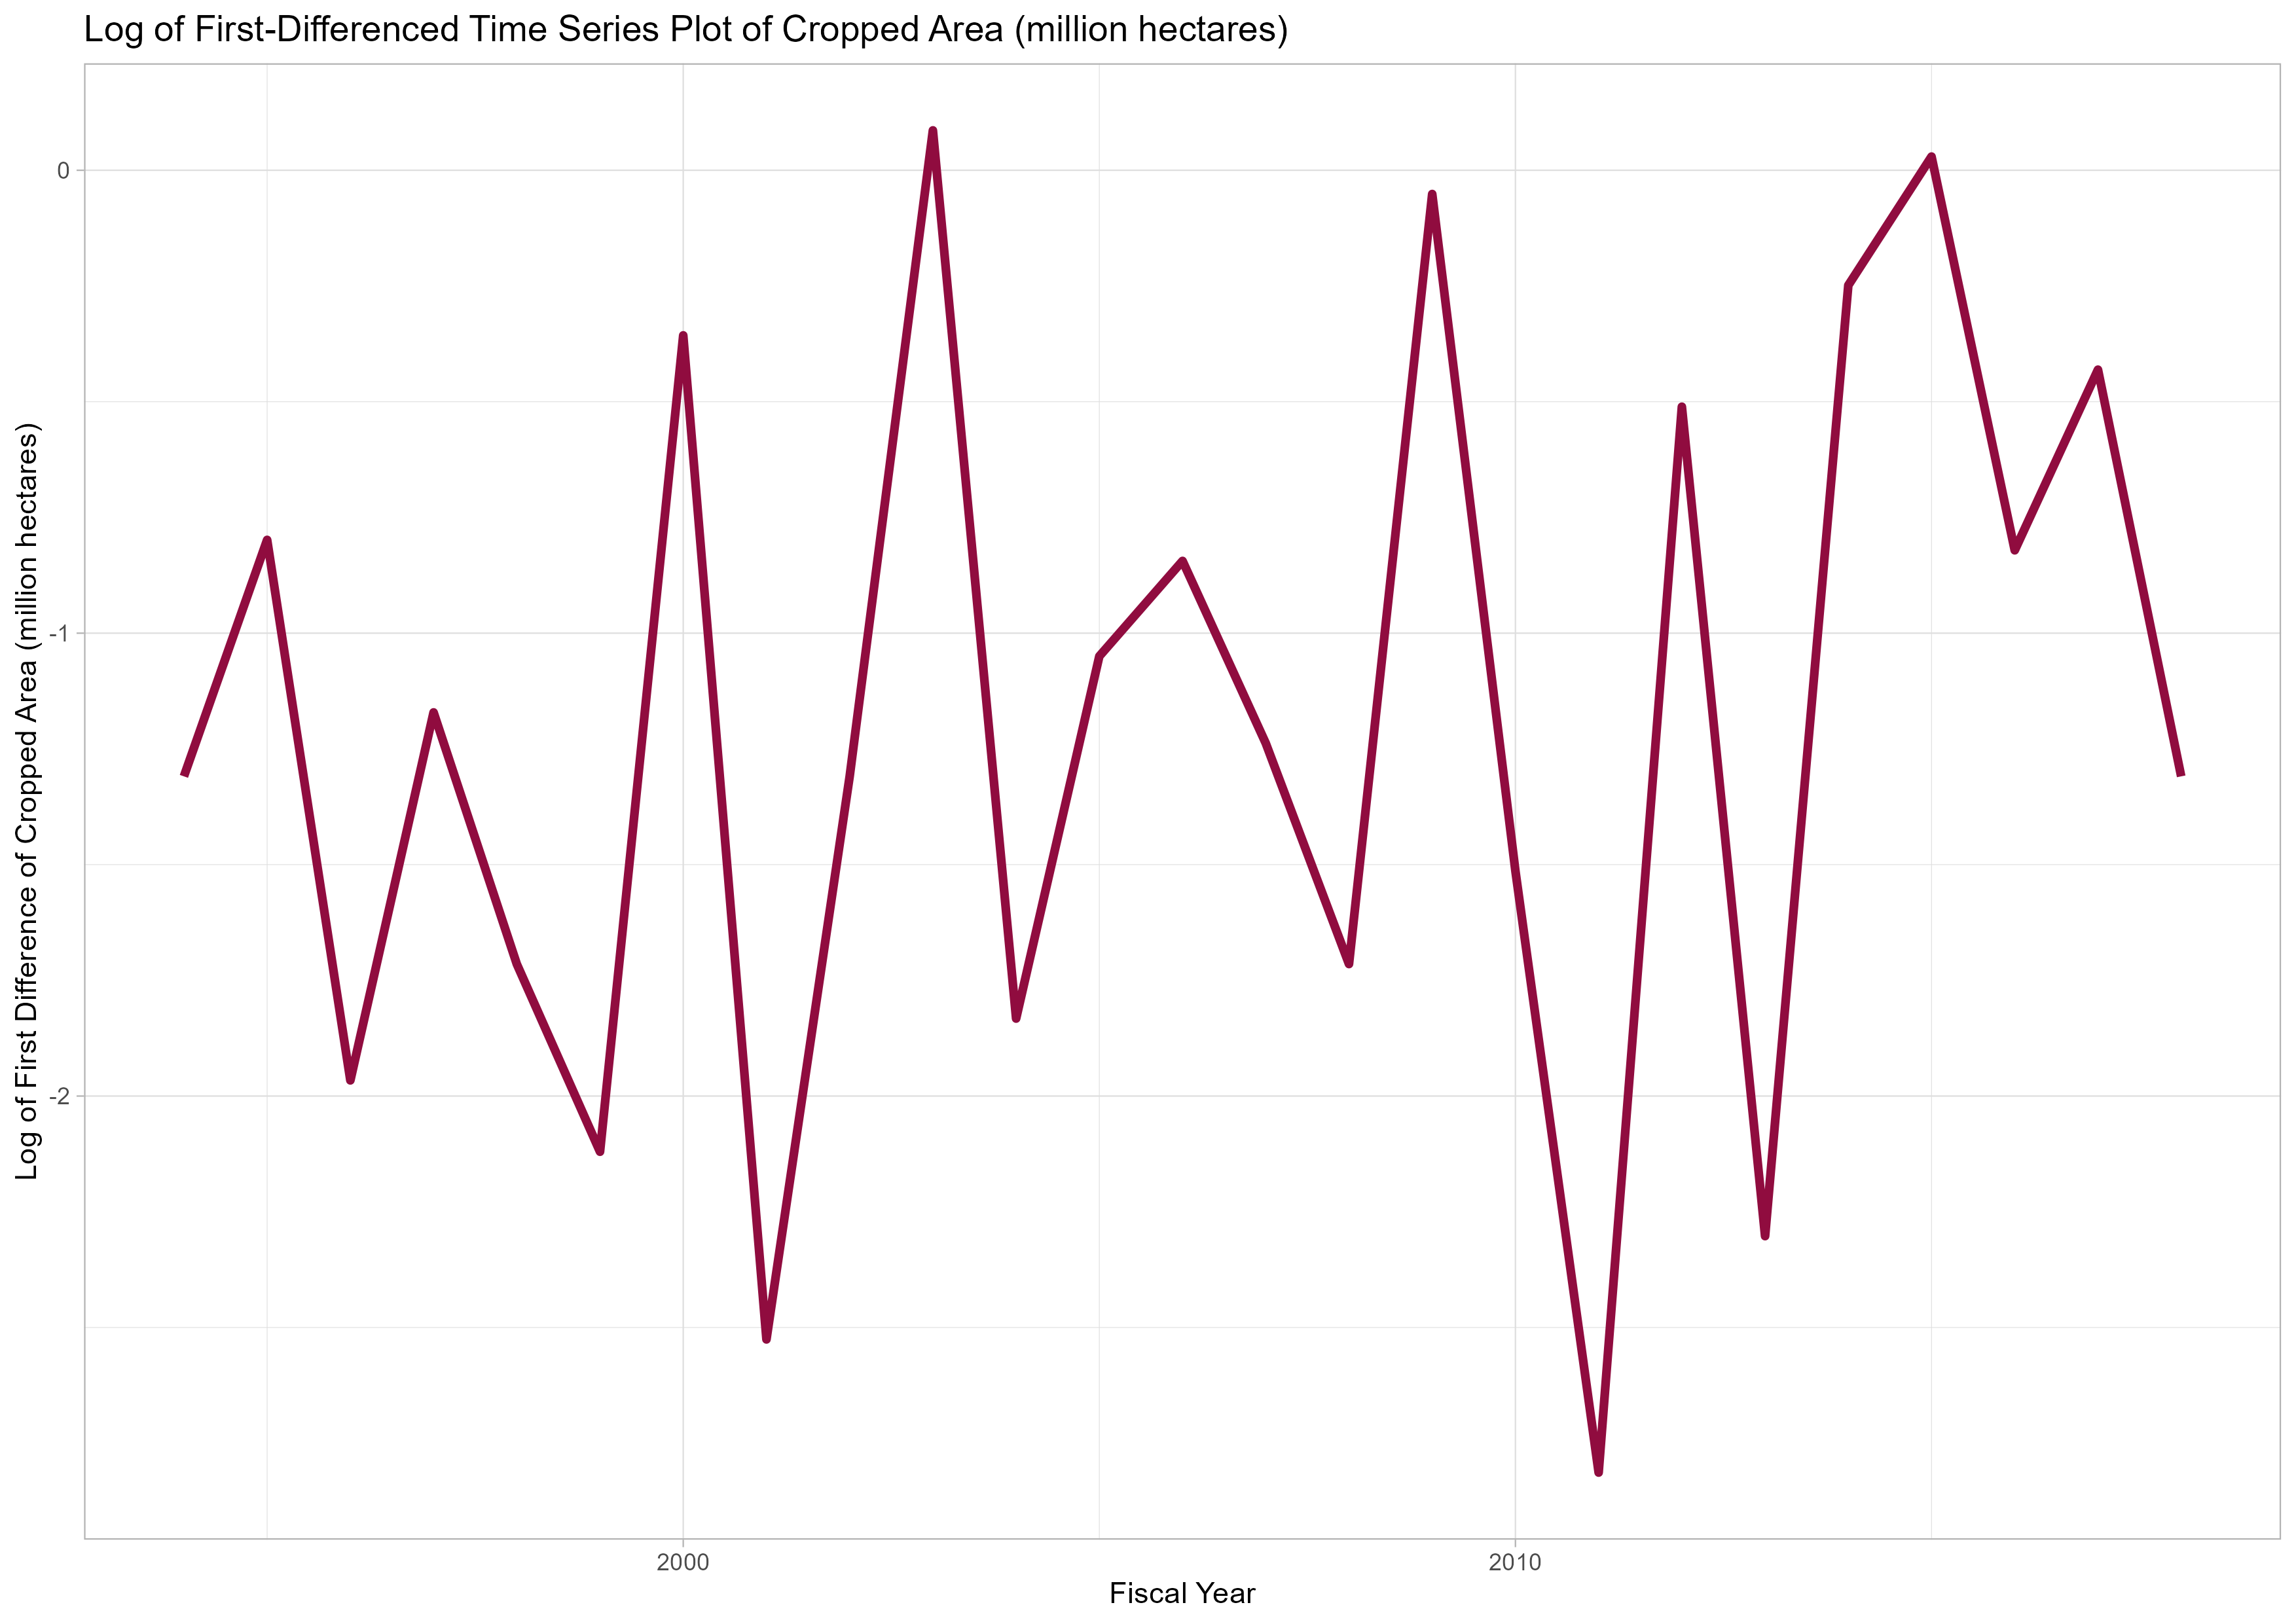 Log of First-Differenced Time Series Plot of Cropped Area (million hectares)
Log of First Difference of Cropped Area (million hectares)
0
-1
-2
2000
2010
Fiscal Year